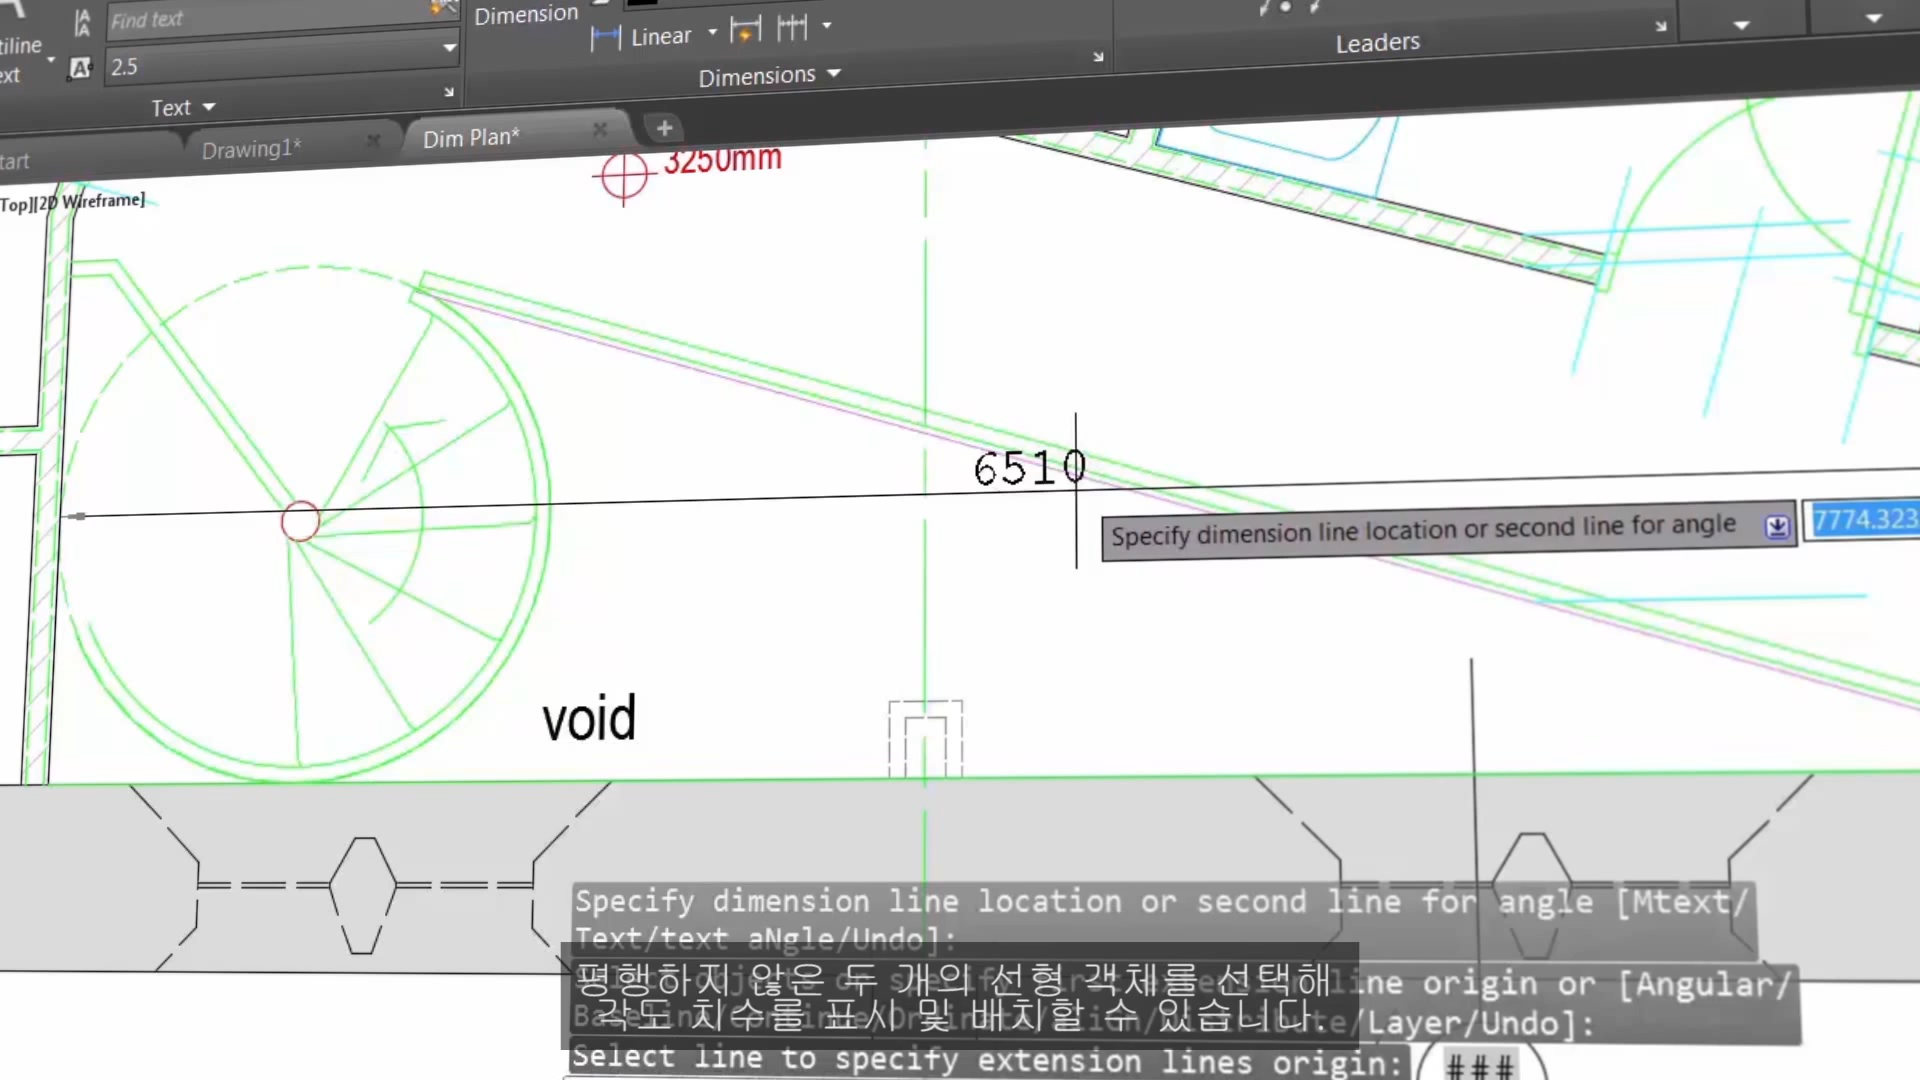 tiline
ext
Find text
2.5
Text
Dimension
Linear
Dimensions
Leaders
tart
Drawing1*
Dim Plan*
Top][2D Wireframe]
3250mm
6510
Specify dimension line location or second line for angle
7774.323
void
Specify dimension line location or second line for angle [Mtext/
Text/text aNgle/Undo]:
line origin or [Angular/
/Layer/Undo]:
평행하지 않은 두 개의 선형 객체를 선택해
각도 치수를 표시 및 배치할 수 있습니다.
Select line to specify extension lines origin:
###